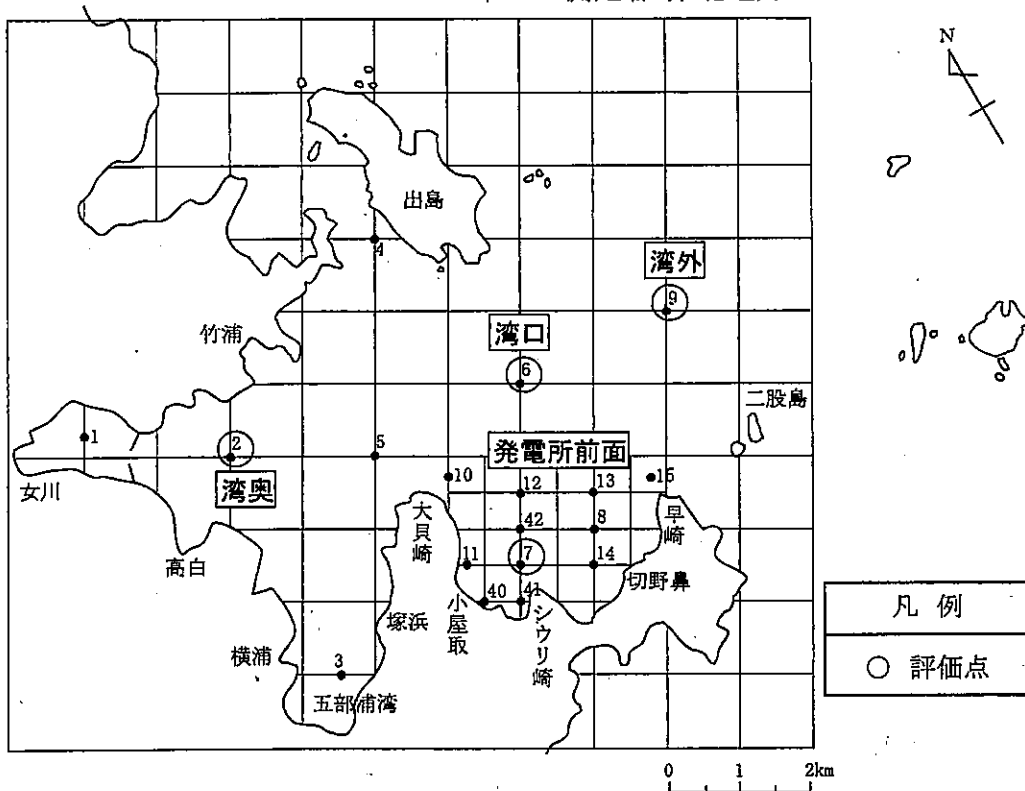 N
出島
4
湾外
9
竹浦
湾口
6
二股島
1
2
5
発電所前面
女川
湾奥
10
12
13
15
大貝崎
42
8
早崎
高白
11
7
14
切野鼻
40
41
小屋取
シウリ崎
塚浜
横浦
3
五部浦湾
凡例
○ 評価点
0 1 2km